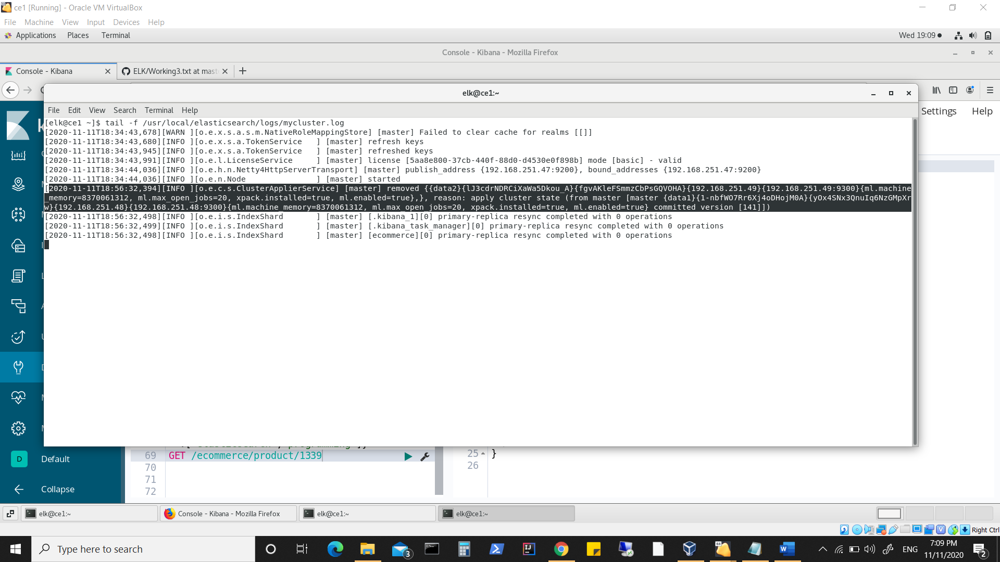 ce1 [Running] - Oracle VM VirtualBox
File Machine View Input Devices Help
Applications Places Terminal Wed 19:09
Console - Kibana - Mozilla Firefox
Console - Kibana ELK/Working3.txt at mast
elk@ce1:~
File Edit View Search Terminal Help
Settings Help
[elk@ce1 ~]$ tail -f /usr/local/elasticsearch/logs/mycluster.log
[2020-11-11T18:34:43,678][WARN ][o.e.x.s.a.s.m.NativeRoleMappingStore] [master] Failed to clear cache for realms [[]]
[2020-11-11T18:34:43,680][INFO ][o.e.x.s.a.TokenService   ] [master] refresh keys
[2020-11-11T18:34:43,945][INFO ][o.e.x.s.a.TokenService   ] [master] refreshed keys
[2020-11-11T18:34:43,991][INFO ][o.e.l.LicenseService     ] [master] license [5aa8e800-37cb-440f-88d0-d4530e0f898b] mode [basic] - valid
[2020-11-11T18:34:44,036][INFO ][o.e.h.n.Netty4HttpServerTransport] [master] publish_address {192.168.251.47:9200}, bound_addresses {192.168.251.47:9200}
[2020-11-11T18:34:44,036][INFO ][o.e.n.Node               ] [master] started
[2020-11-11T18:56:32,394][INFO ][o.e.c.s.ClusterApplierService] [master] removed {{data2}{lJ3cdrNDRCiXaWa5Dkou_A}{fgvAKleFSmmzCbPsGQVOHA}{192.168.251.49}{192.168.251.49:9300}{ml.machine
_memory=8370061312, ml.max_open_jobs=20, xpack.installed=true, ml.enabled=true},}, reason: apply cluster state (from master [master {data1}{1-nbfWO7Rr6Xj4oDHojM0A}{yOx4SNx3QnuIq6NzGMpXr
w}{192.168.251.48}{192.168.251.48:9300}{ml.machine_memory=8370061312, ml.max_open_jobs=20, xpack.installed=true, ml.enabled=true} committed version [141]])
[2020-11-11T18:56:32,498][INFO ][o.e.i.s.IndexShard       ] [master] [.kibana_1][0] primary-replica resync completed with 0 operations
[2020-11-11T18:56:32,499][INFO ][o.e.i.s.IndexShard       ] [master] [.kibana_task_manager][0] primary-replica resync completed with 0 operations
[2020-11-11T18:56:32,498][INFO ][o.e.i.s.IndexShard       ] [master] [ecommerce][0] primary-replica resync completed with 0 operations
69 GET /ecommerce/product/1339
70
71
72
25 }
26
D Default
Collapse
elk@ce1:~ Console - Kibana - Mozilla Firefox elk@ce1:~ elk@ce1:~
Right Ctrl
Type here to search
3
ENG
7:09 PM
11/11/2020
2